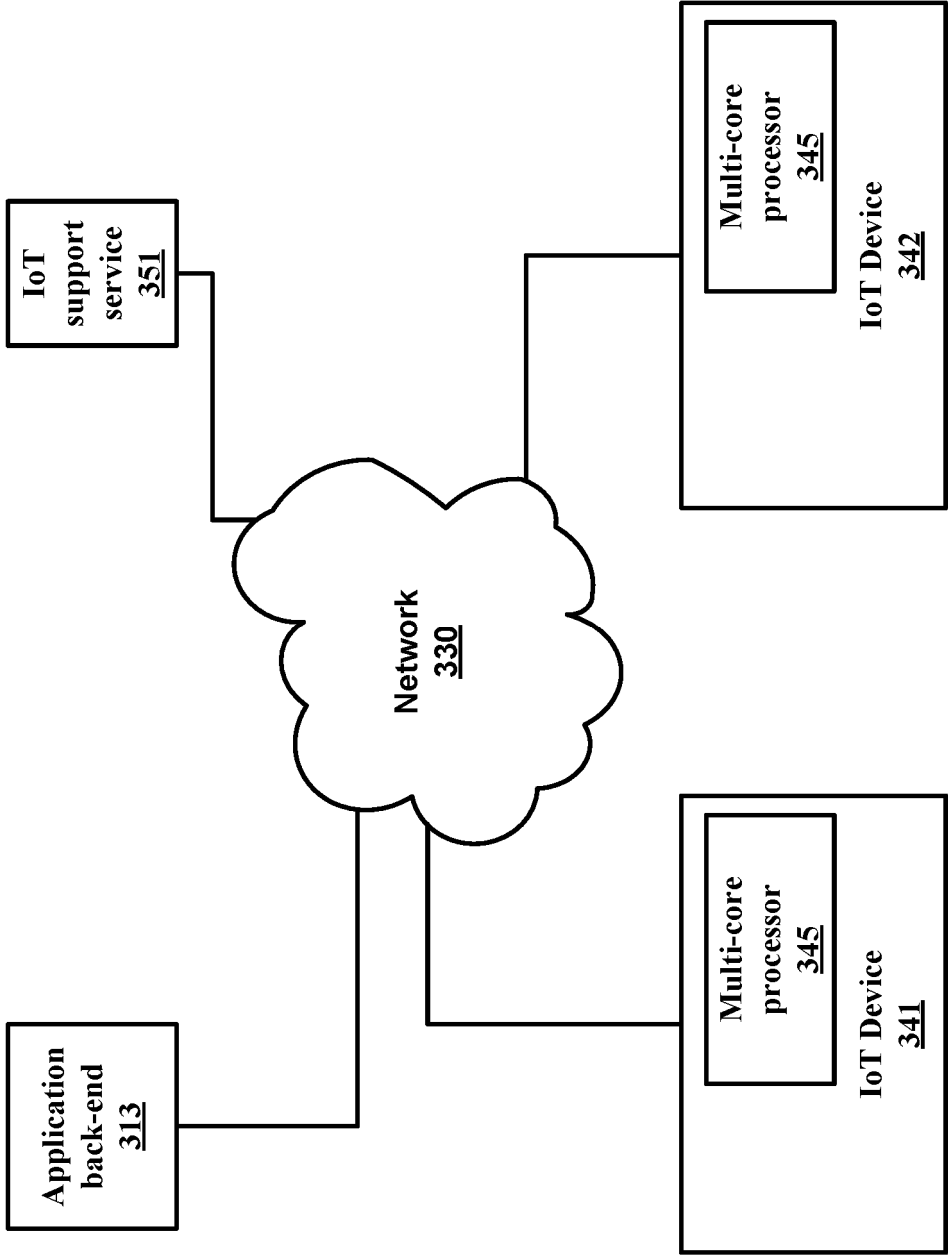 Application
back-end
313
IoT
support
service
351
Network
330
Multi-core
processor
345
IoT Device
341
Multi-core
processor
345
IoT Device
342